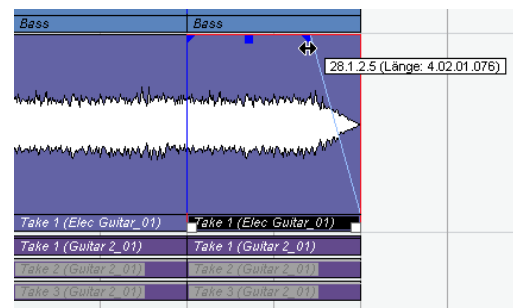 Bass Bass
28.1.2.5 (Länge: 4.02.01.076)
Take 1 (Elec Guitar_01) Take 1 (Elec Guitar_01)
Take 1 (Guitar 2_01) Take 1 (Guitar 2_01)
Take 2 (Guitar 2_01) Take 2 (Guitar 2_01)
Take 3 (Guitar 2_01) Take 3 (Guitar 2_01)